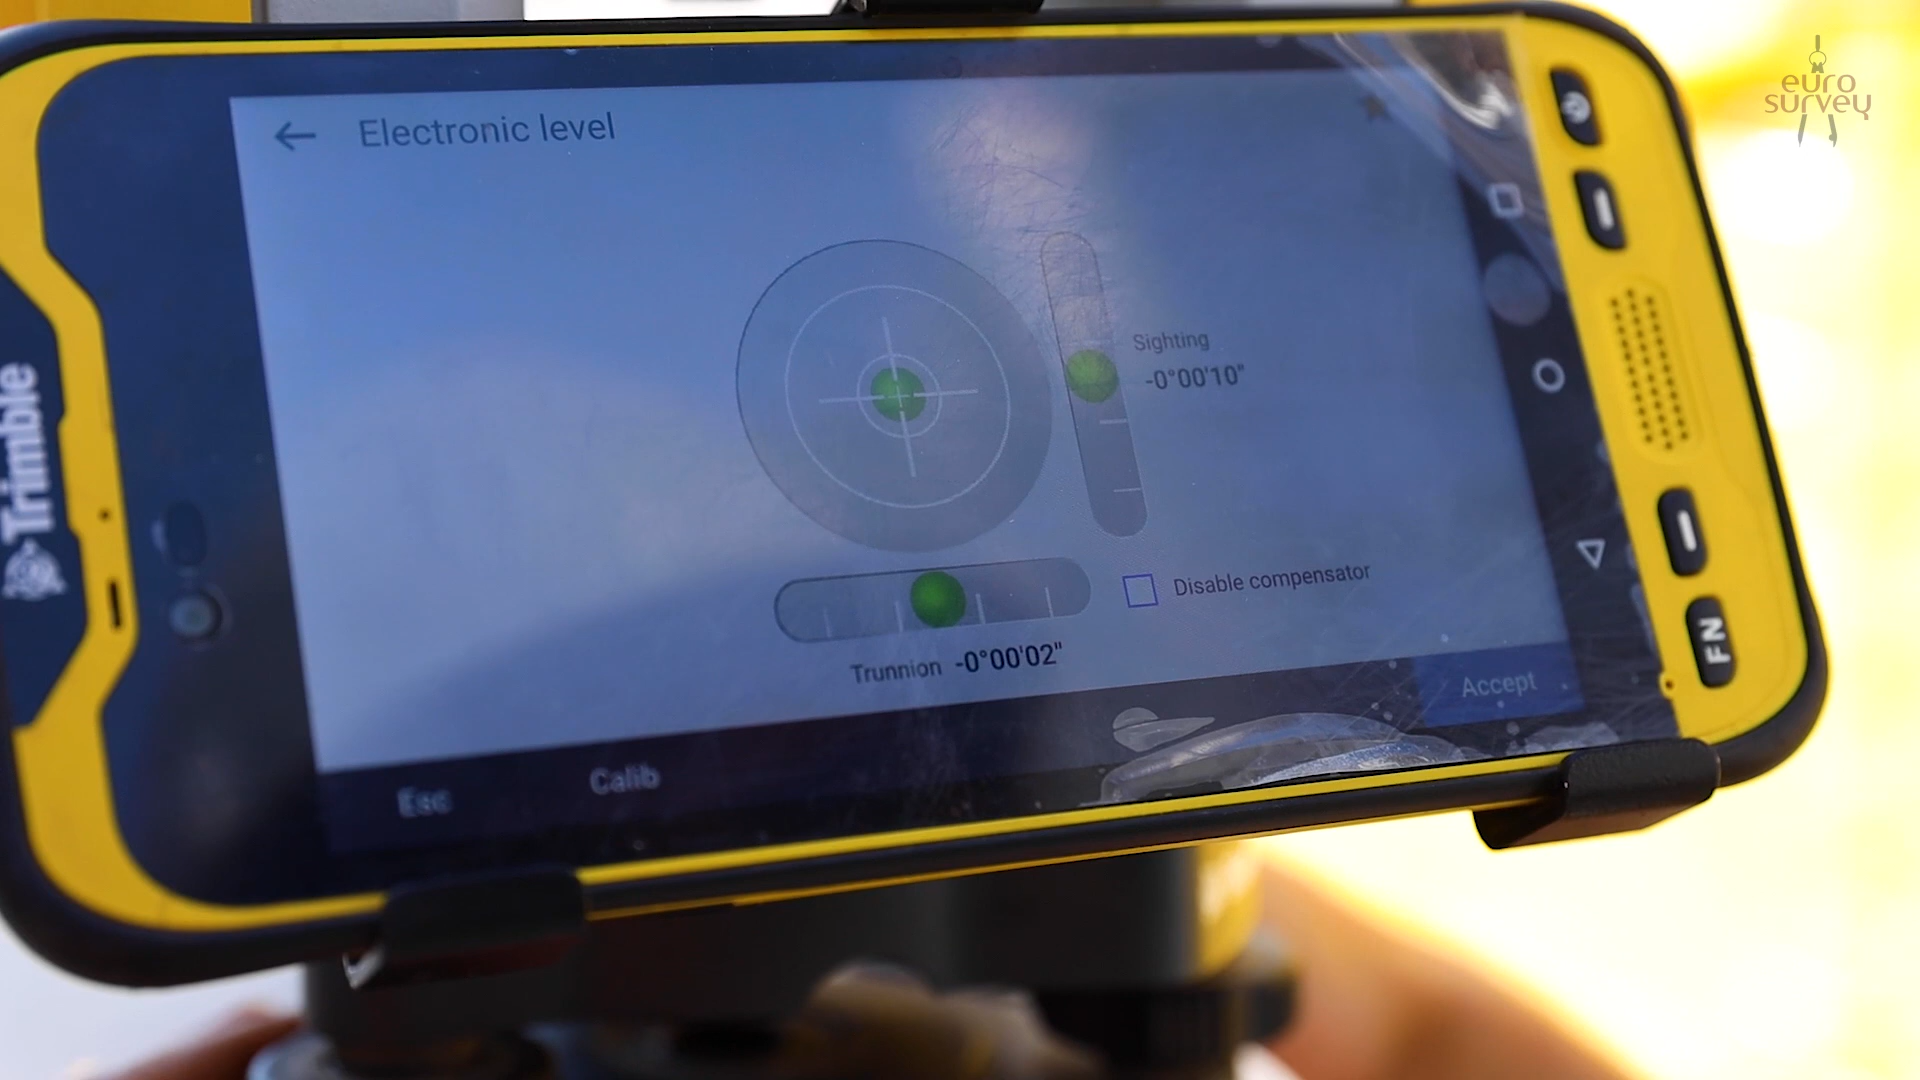 euro
survey
Electronic level
Sighting
-0°00'10"
Disable compensator
Trunnion -0°00'02"
Accept
Esc
Calib
Trimble
FN